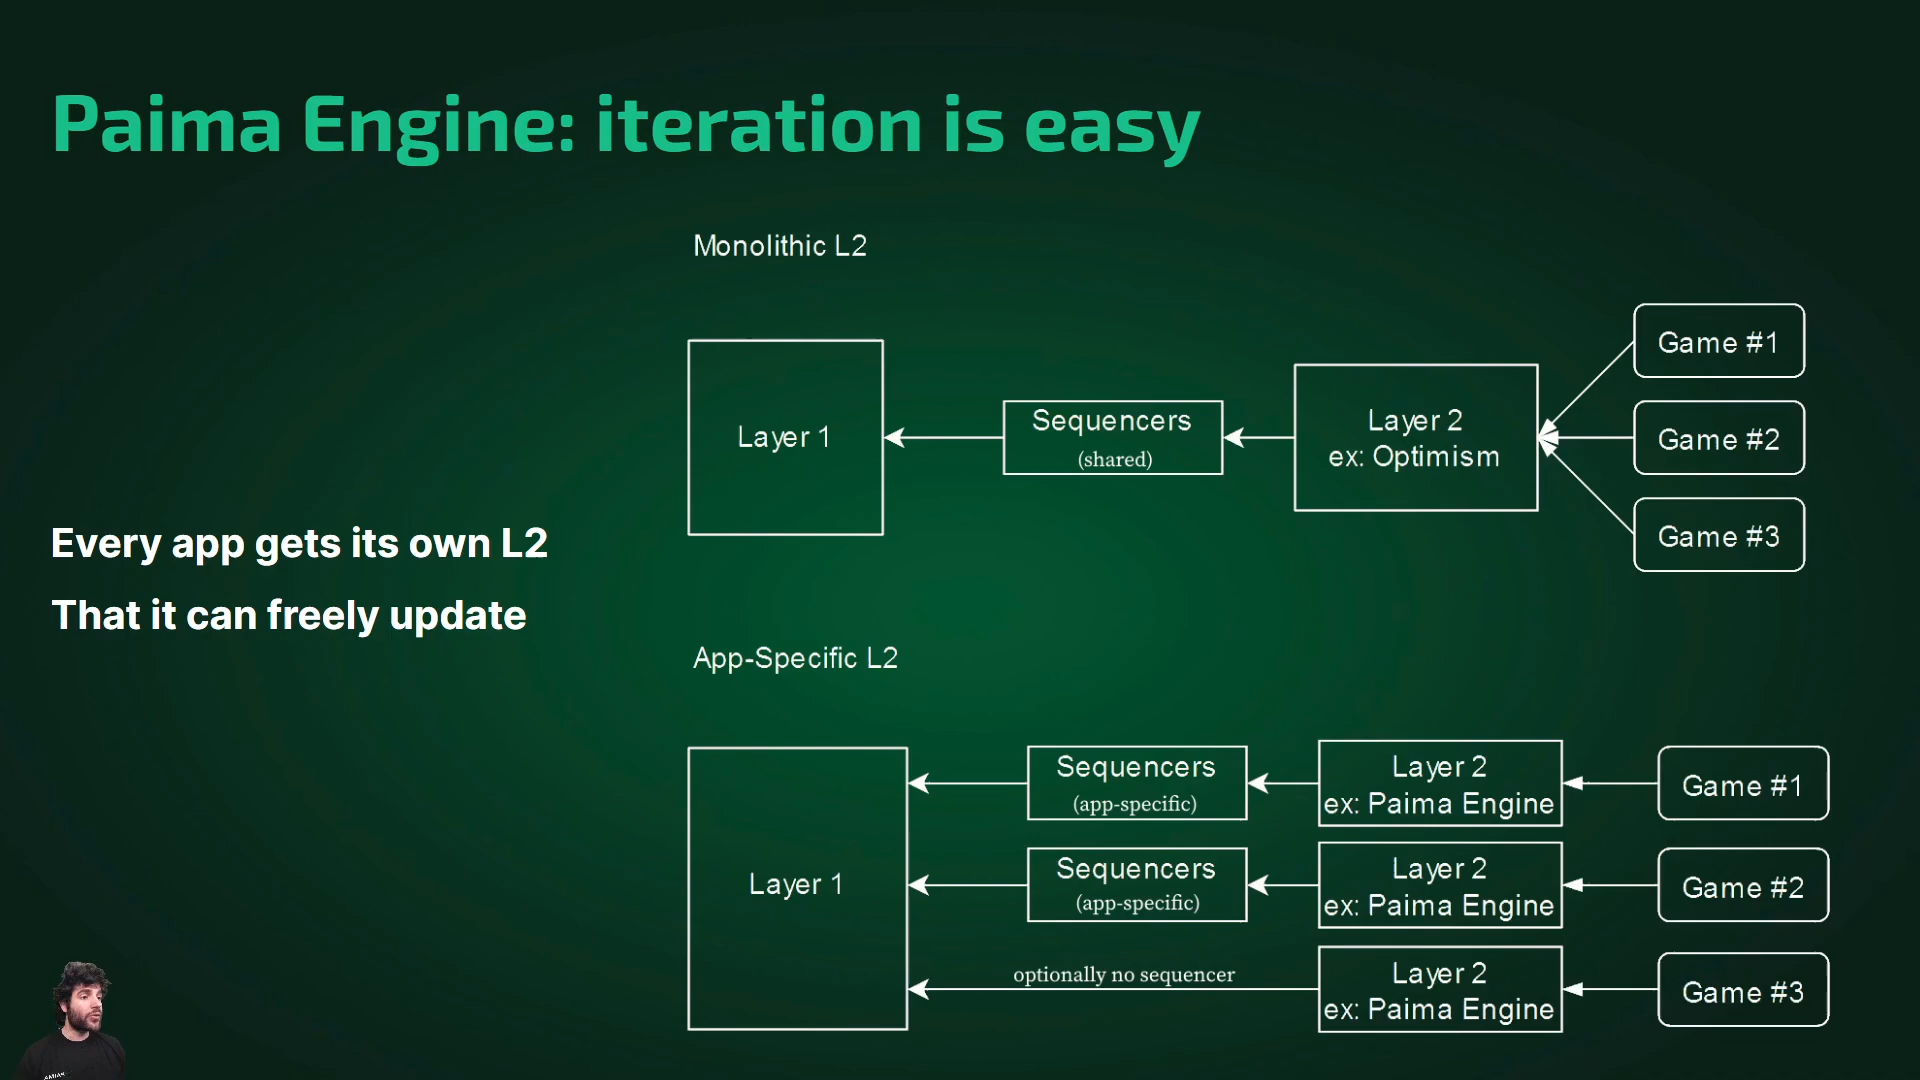 Paima Engine: iteration is easy
Every app gets its own L2
That it can freely update
Monolithic L2
Layer 1
Sequencers
(shared)
Layer 2
ex: Optimism
Game #1
Game #2
Game #3
App-Specific L2
Layer 1
Sequencers
(app-specific)
Layer 2
ex: Paima Engine
Game #1
Sequencers
(app-specific)
Layer 2
ex: Paima Engine
Game #2
optionally no sequencer
Layer 2
ex: Paima Engine
Game #3